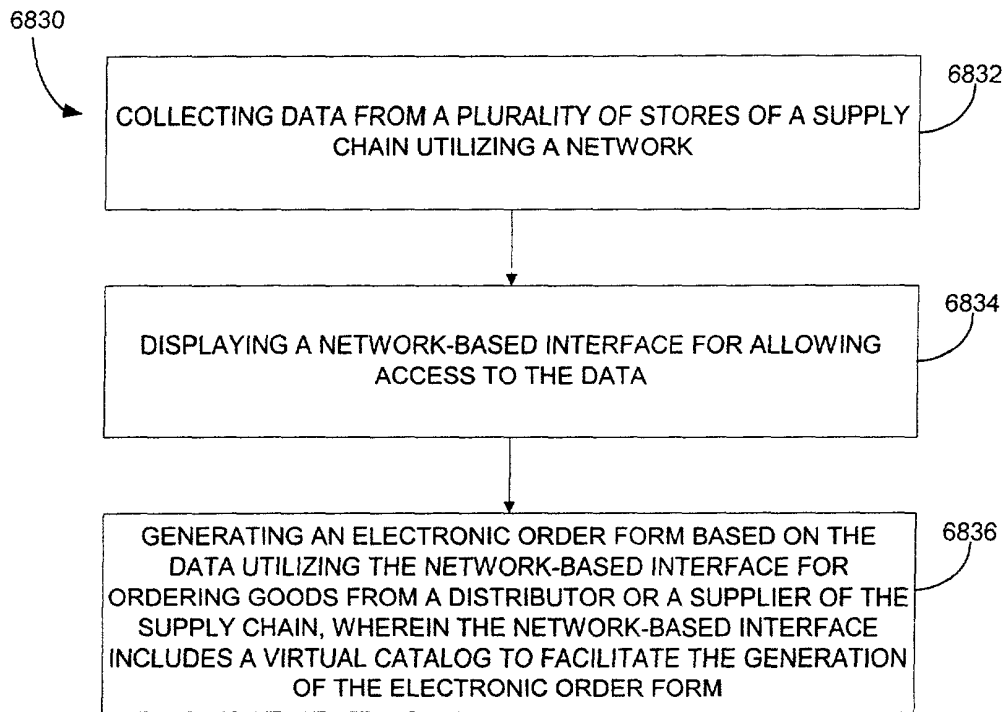 6830
6832
COLLECTING DATA FROM A PLURALITY OF STORES OF A SUPPLY
CHAIN UTILIZING A NETWORK
6834
DISPLAYING A NETWORK-BASED INTERFACE FOR ALLOWING
ACCESS TO THE DATA
6836
GENERATING AN ELECTRONIC ORDER FORM BASED ON THE
DATA UTILIZING THE NETWORK-BASED INTERFACE FOR
ORDERING GOODS FROM A DISTRIBUTOR OR A SUPPLIER OF THE
SUPPLY CHAIN, WHEREIN THE NETWORK-BASED INTERFACE
INCLUDES A VIRTUAL CATALOG TO FACILITATE THE GENERATION
OF THE ELECTRONIC ORDER FORM